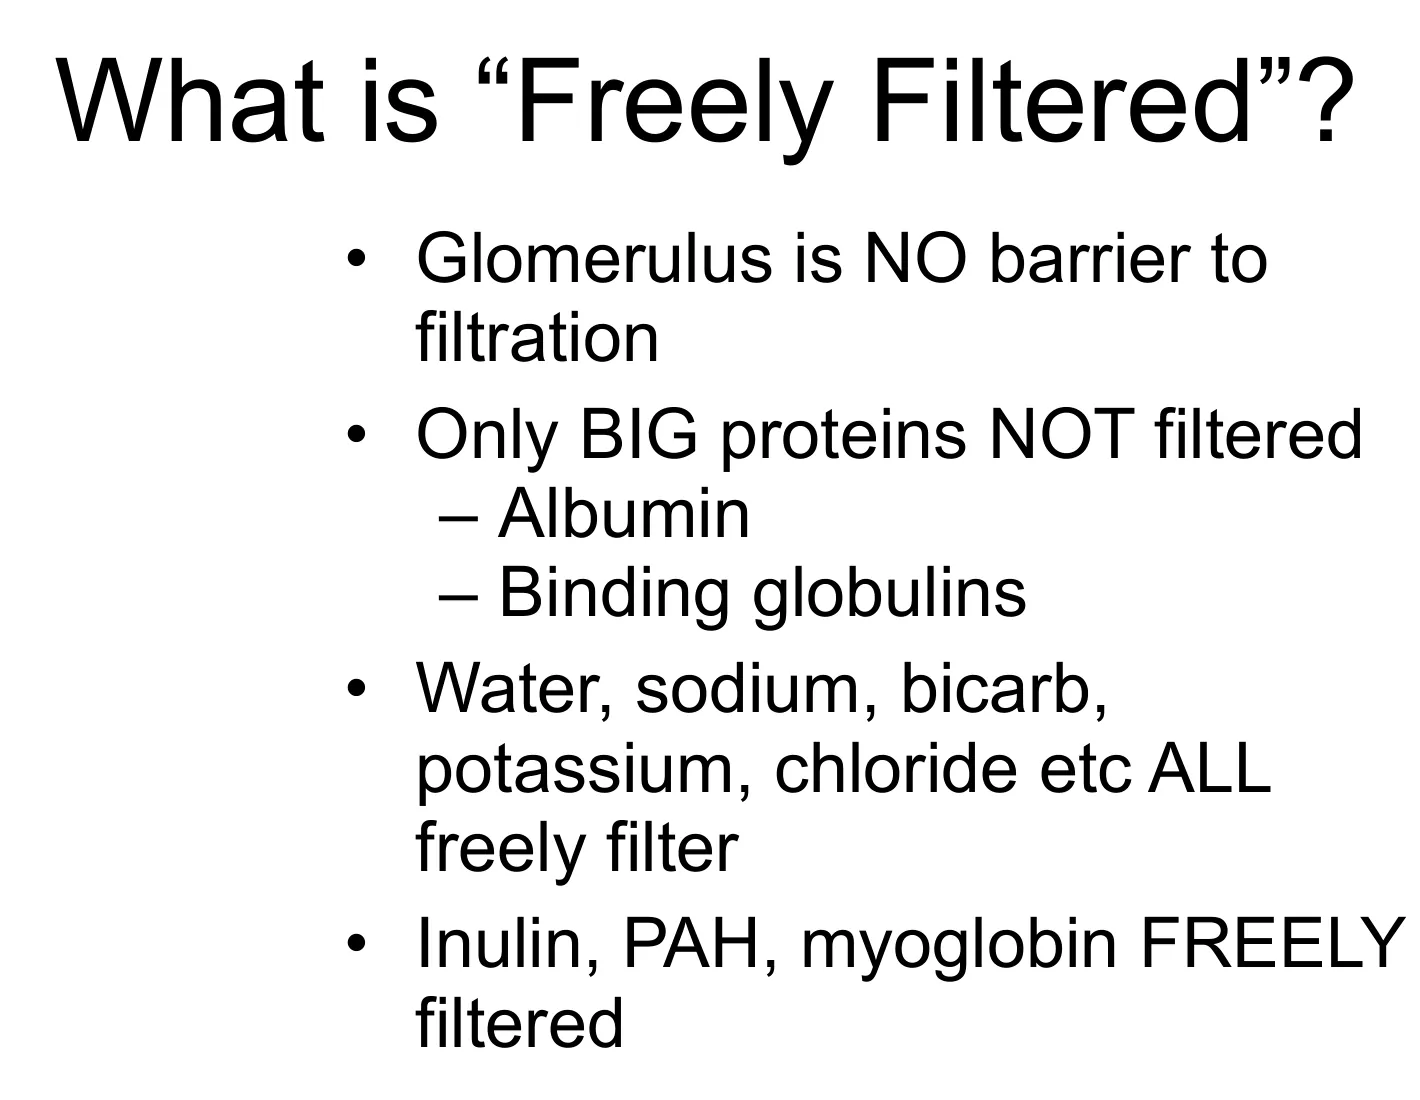 What is “Freely Filtered”?
• Glomerulus is NO barrier to
filtration
• Only BIG proteins NOT filtered
– Albumin
– Binding globulins
• Water, sodium, bicarb,
potassium, chloride etc ALL
freely filter
• Inulin, PAH, myoglobin FREELY
filtered